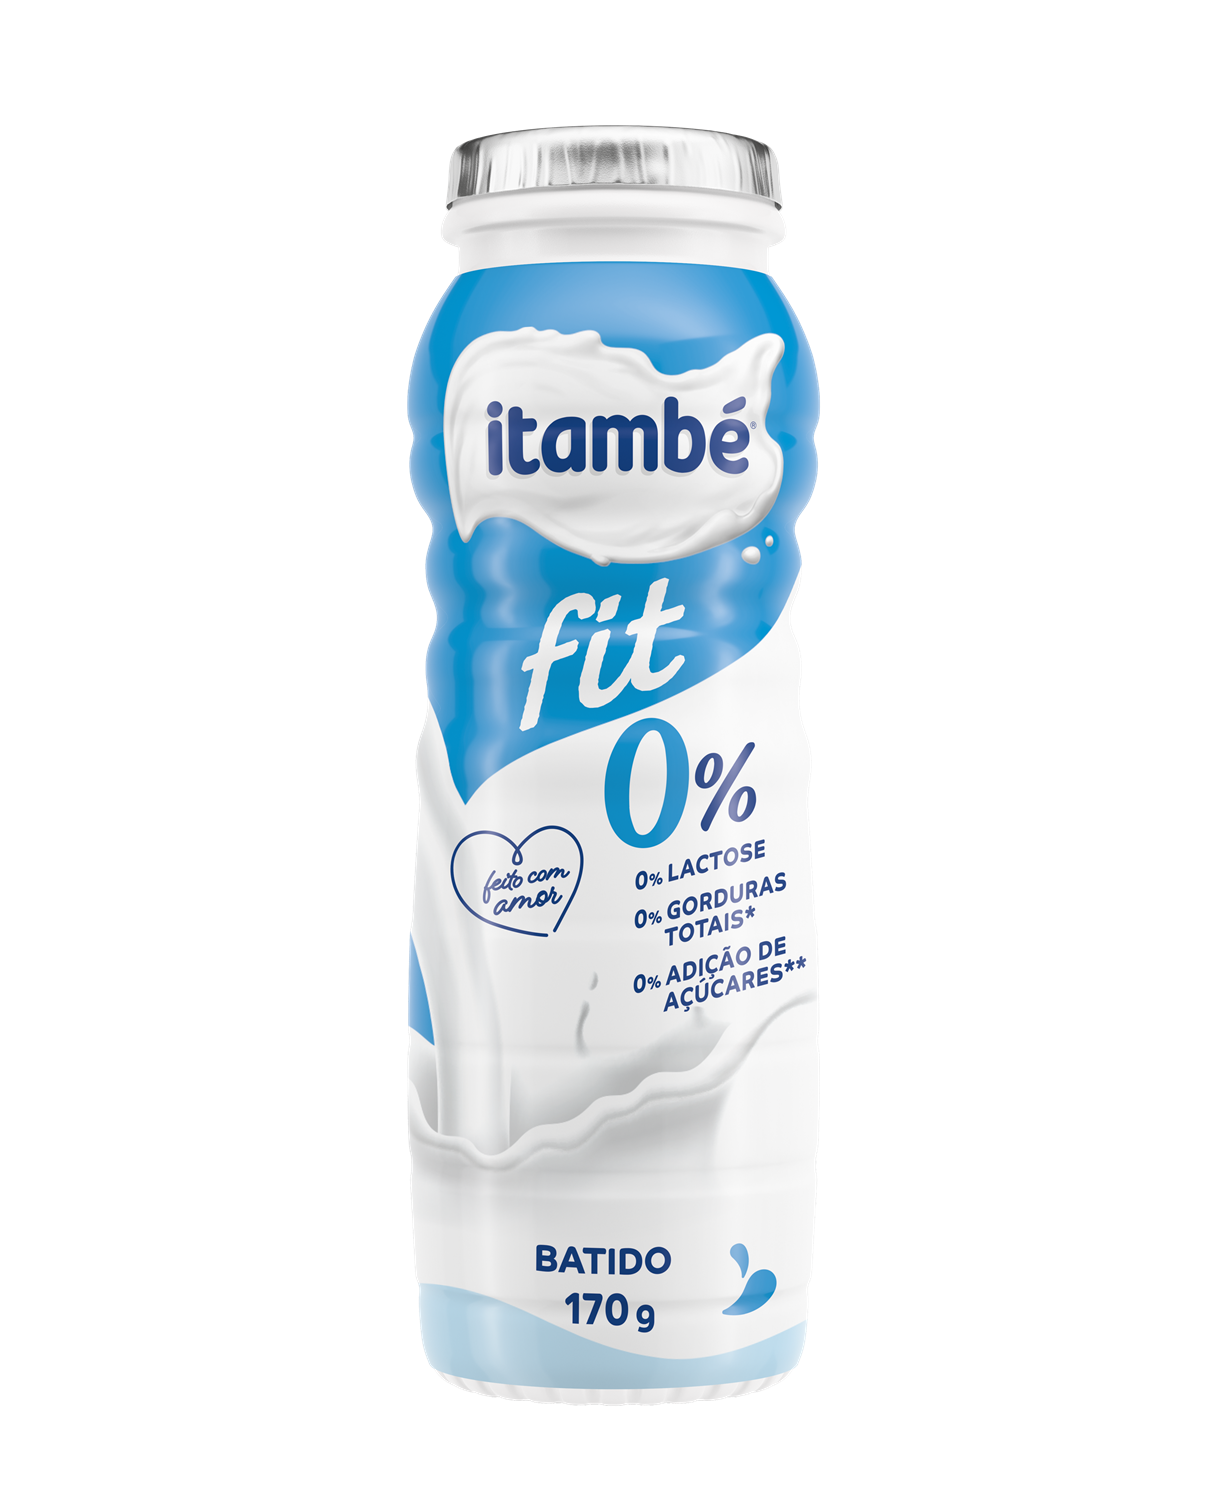 itambé®
fit
0%
feito com
amor
0% LACTOSE
0% GORDURAS
TOTAIS*
0% ADIÇÃO DE
AÇÚCARES**
BATIDO
170 g